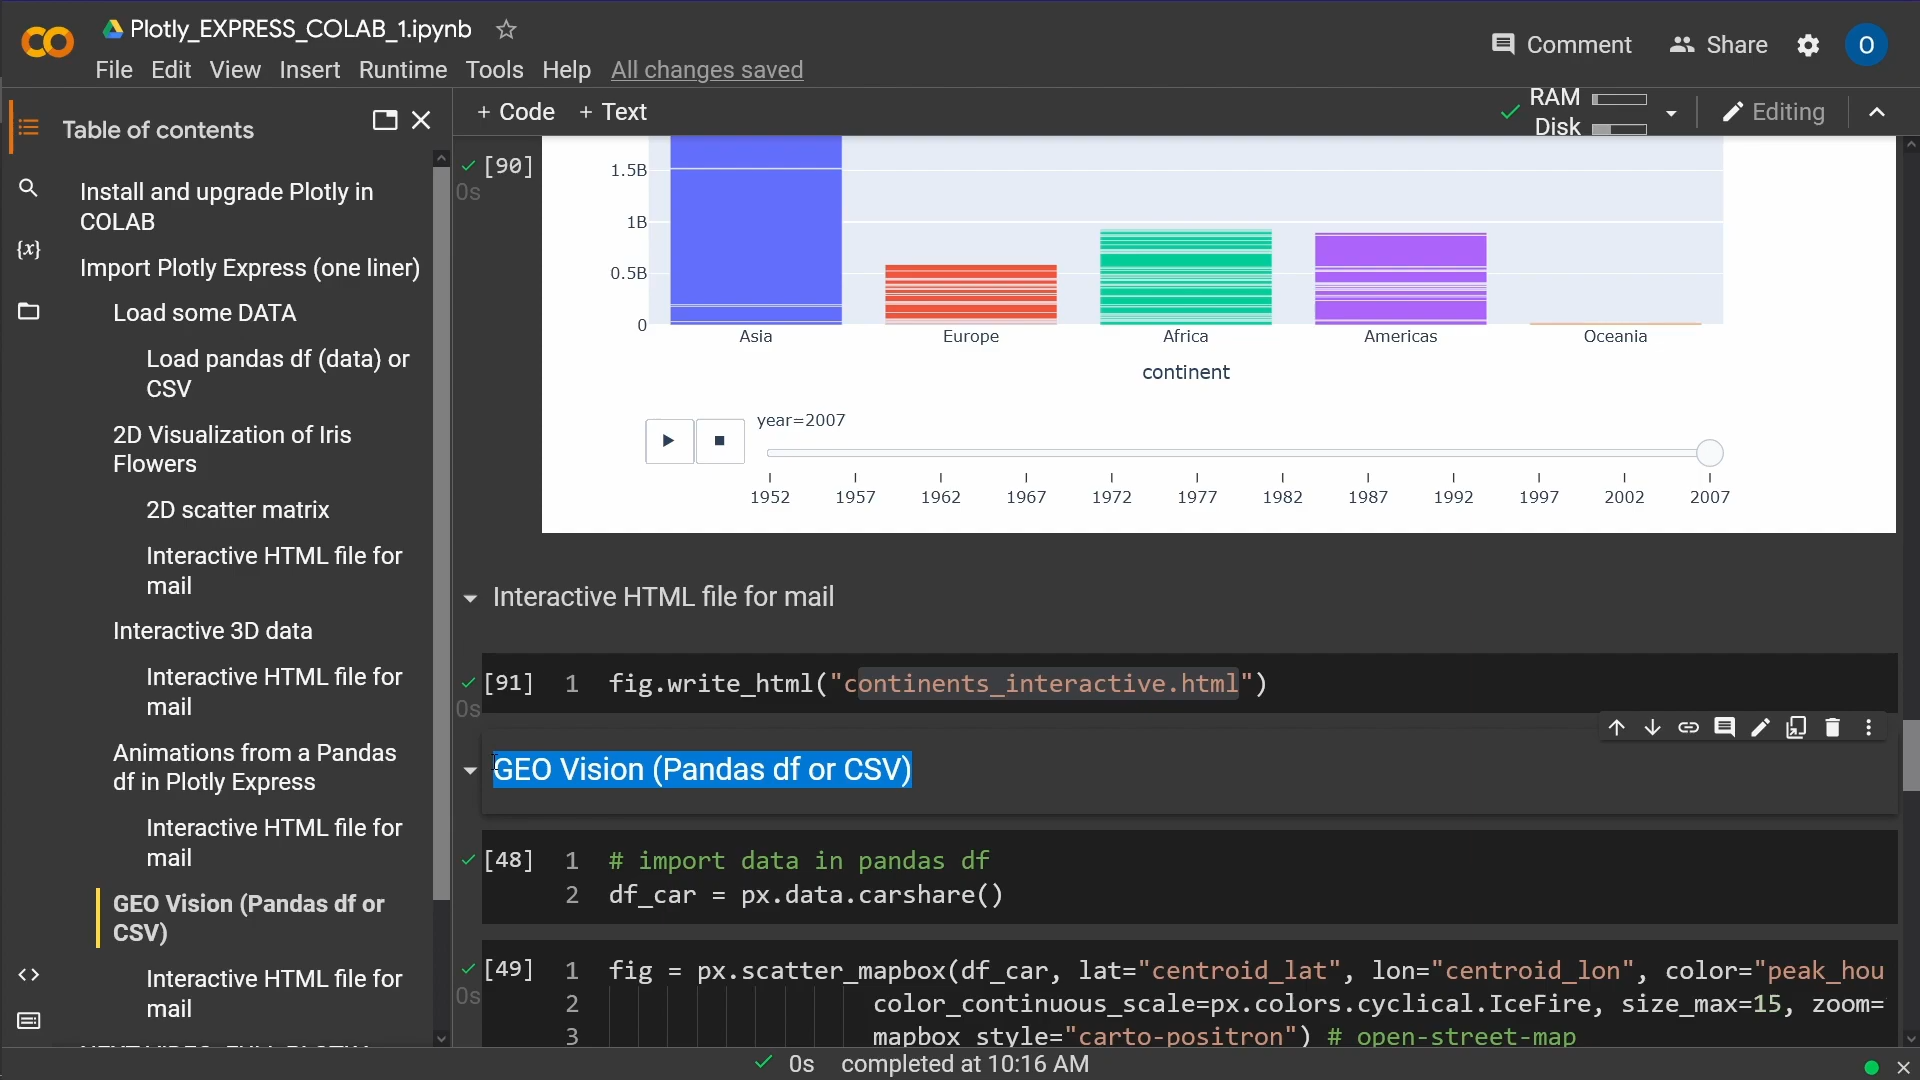 Plotly_EXPRESS_COLAB_1.ipynb
File Edit View Insert Runtime Tools Help All changes saved
Comment Share O
Table of contents
Install and upgrade Plotly in
COLAB
Import Plotly Express (one liner)
Load some DATA
Load pandas df (data) or
CSV
2D Visualization of Iris
Flowers
2D scatter matrix
Interactive HTML file for
mail
Interactive 3D data
Interactive HTML file for
mail
Animations from a Pandas
df in Plotly Express
Interactive HTML file for
mail
GEO Vision (Pandas df or
CSV)
Interactive HTML file for
mail
+ Code + Text
RAM
Disk
Editing
[90]
0s
1.5B
1B
0.5B
0
Asia Europe Africa Americas Oceania
continent
year=2007
1952 1957 1962 1967 1972 1977 1982 1987 1992 1997 2002 2007
Interactive HTML file for mail
[91] 1 fig.write_html("continents_interactive.html")
0s
GEO Vision (Pandas df or CSV)
[48] 1 # import data in pandas df
2 df_car = px.data.carshare()
[49] 1 fig = px.scatter_mapbox(df_car, lat="centroid_lat", lon="centroid_lon", color="peak_hou
0s 2 color_continuous_scale=px.colors.cyclical.IceFire, size_max=15, zoom=
3 mapbox_style="carto-positron") # open-street-map
0s completed at 10:16 AM